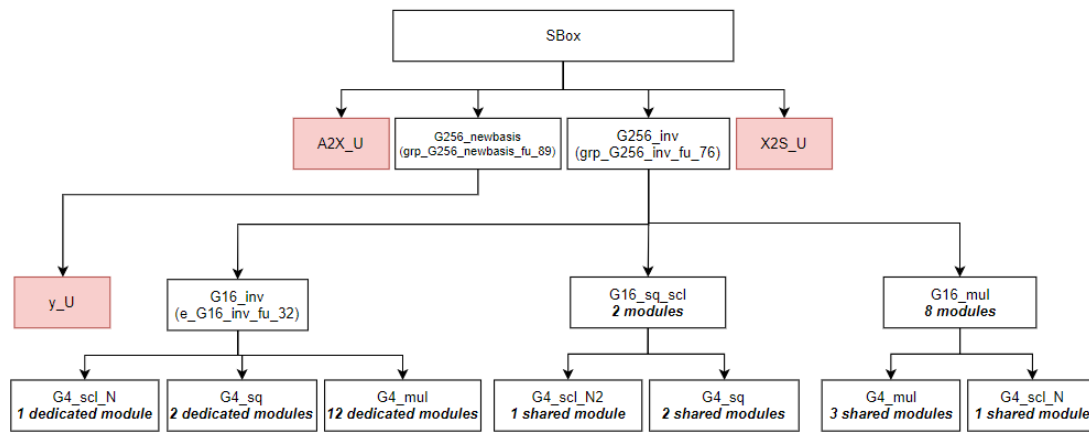 SBox
A2X_U
G256_newbasis
(grp_G256_newbasis_fu_89)
G256_inv
(grp_G256_inv_fu_76)
X2S_U
y_U
G16_inv
(e_G16_inv_fu_32)
G16_sq_scl
2 modules
G16_mul
8 modules
G4_scl_N
1 dedicated module
G4_sq
2 dedicated modules
G4_mul
12 dedicated modules
G4_scl_N2
1 shared module
G4_sq
2 shared modules
G4_mul
3 shared modules
G4_scl_N
1 shared module